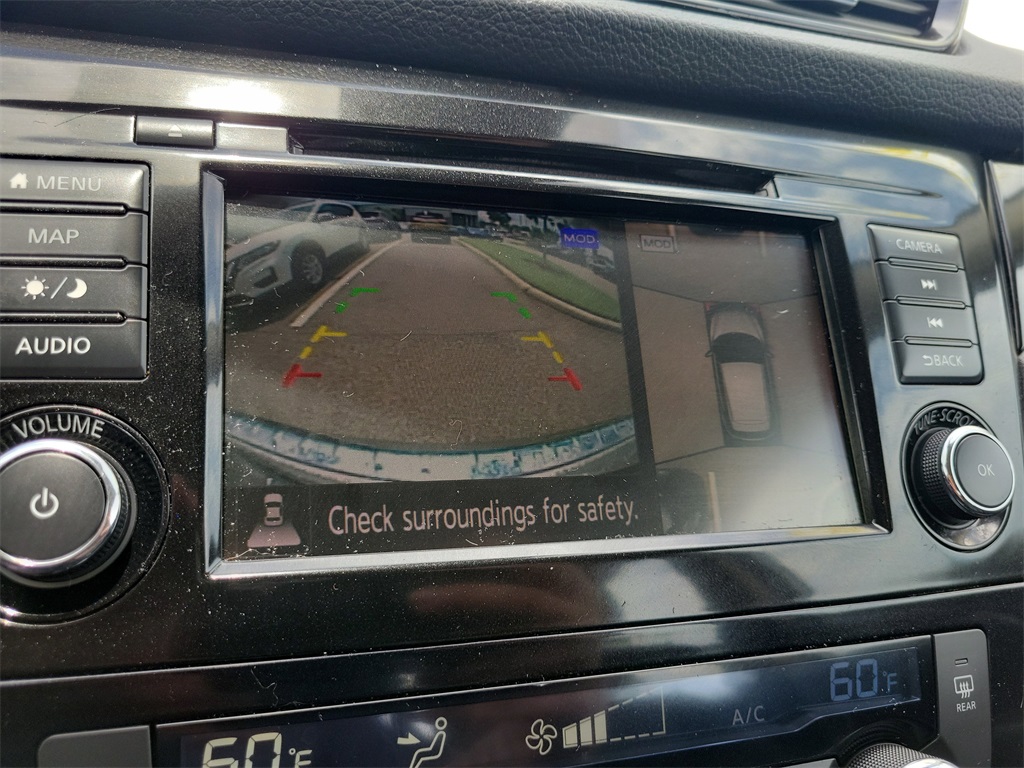 MENU
MAP
AUDIO
VOLUME
MOD
MOD
Check surroundings for safety.
CAMERA
BACK
TUNE-SCROLL
OK
60°F
A/C
60°F
REAR